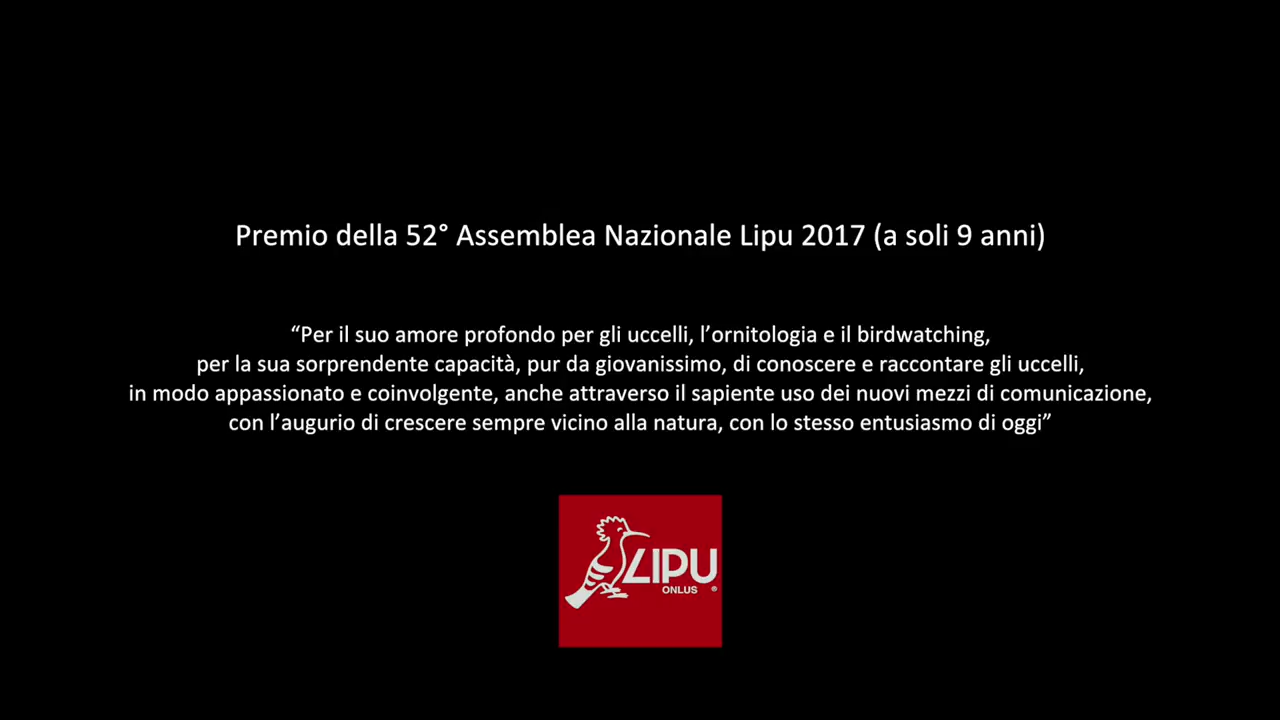 Premio della 52° Assemblea Nazionale Lipu 2017 (a soli 9 anni)
“Per il suo amore profondo per gli uccelli, l’ornitologia e il birdwatching,
per la sua sorprendente capacità, pur da giovanissimo, di conoscere e raccontare gli uccelli,
in modo appassionato e coinvolgente, anche attraverso il sapiente uso dei nuovi mezzi di comunicazione,
con l’augurio di crescere sempre vicino alla natura, con lo stesso entusiasmo di oggi”
LIPU
ONLUS ®